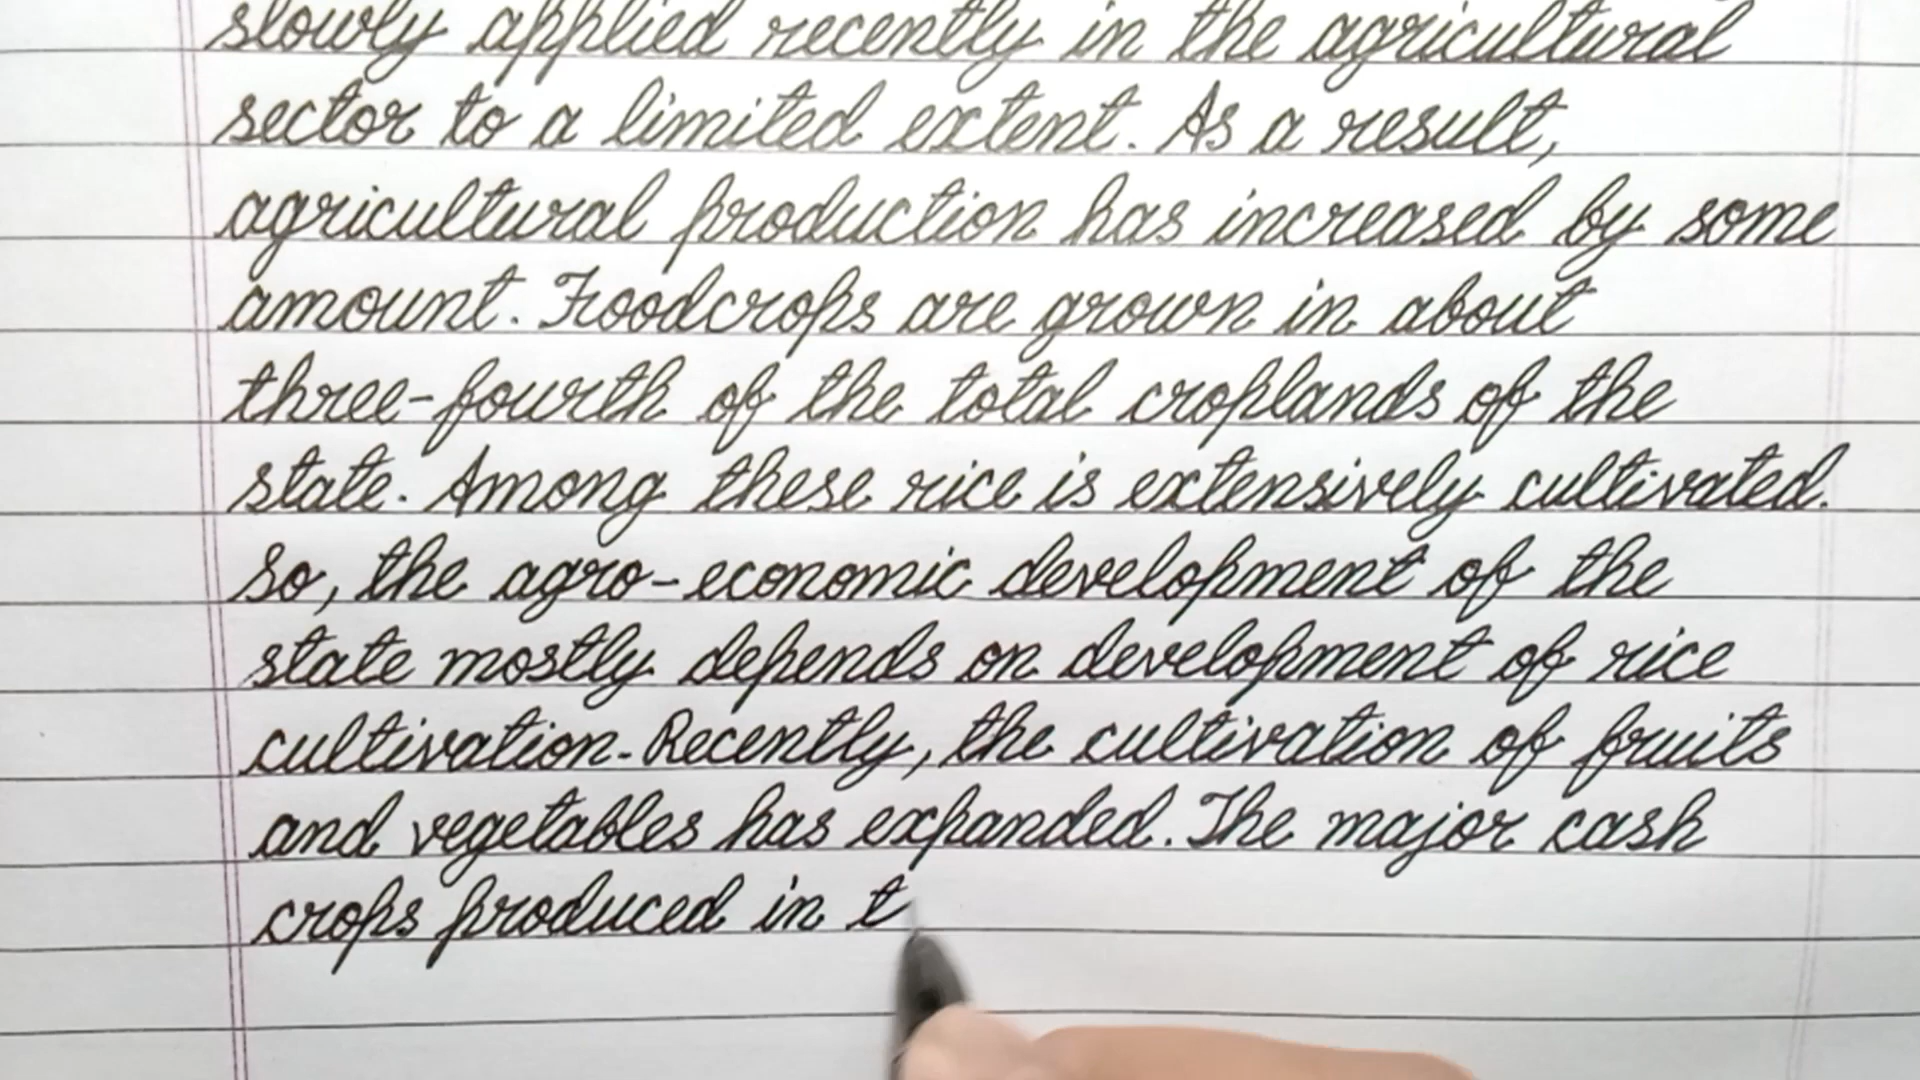 slowly applied recently in the agricultural
sector to a limited extent. As a result,
agricultural production has increased by some
amount. Foodcrops are grown in about
three-fourth of the total croplands of the
state. Among these rice is extensively cultivated.
So, the agro-economic development of the
state mostly depends on development of rice
cultivation. Recently, the cultivation of fruits
and vegetables has expanded. The major cash
crops produced in t